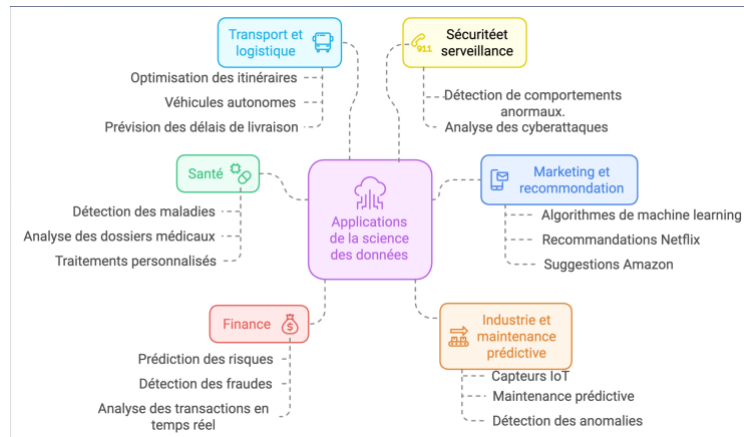 Transport et
logistique
Optimisation des itinéraires
Véhicules autonomes
Prévision des délais de livraison
911
Sécuritéet
serveillance
Détection de comportements
anormaux.
Analyse des cyberattaques
Santé
Détection des maladies
Analyse des dossiers médicaux
Traitements personnalisés
Applications
de la science
des données
Marketing et
recommondation
Algorithmes de machine learning
Recommandations Netflix
Suggestions Amazon
Finance
Prédiction des risques
Détection des fraudes
Analyse des transactions en
temps réel
Industrie et
maintenance
prédictive
Capteurs IoT
Maintenance prédictive
Détection des anomalies